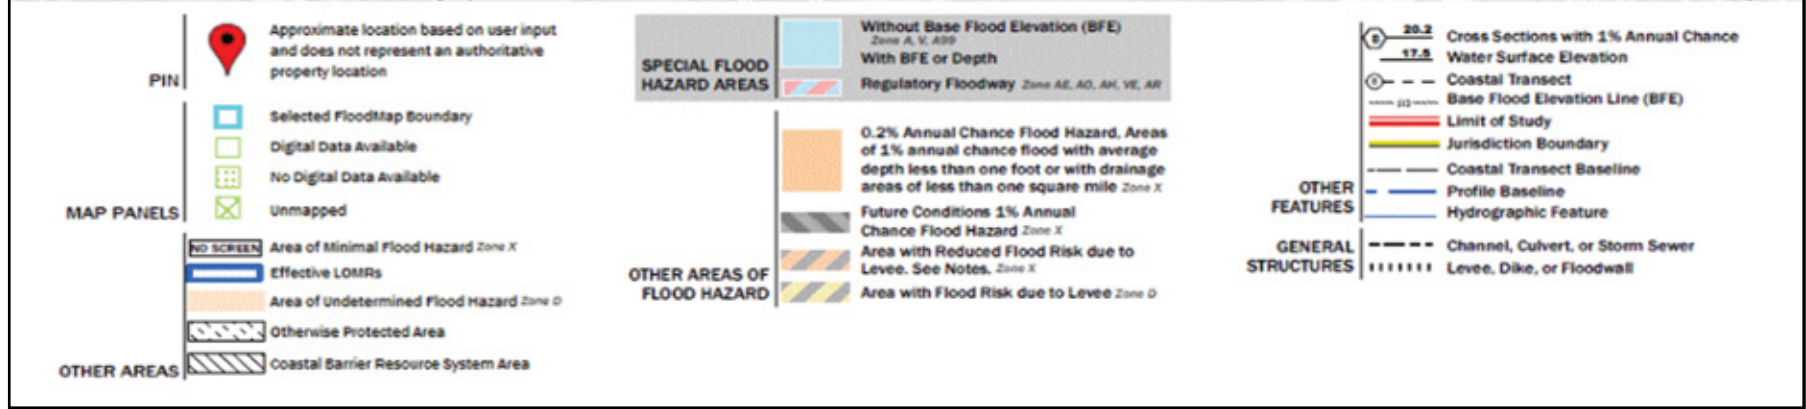 Approximate location based on user input
and does not represent an authoritative
property location
PIN
Selected FloodMap Boundary
Digital Data Available
No Digital Data Available
Unmapped
MAP PANELS
NO SCREEN Area of Minimal Flood Hazard Zone X
Effective LOMRs
Area of Undetermined Flood Hazard Zone D
Otherwise Protected Area
Coastal Barrier Resource System Area
OTHER AREAS
Without Base Flood Elevation (BFE)
Zone A, V, A99
With BFE or Depth
Regulatory Floodway Zone AE, AO, AH, VE, AR
SPECIAL FLOOD
HAZARD AREAS
0.2% Annual Chance Flood Hazard, Areas
of 1% annual chance flood with average
depth less than one foot or with drainage
areas of less than one square mile Zone X
Future Conditions 1% Annual
Chance Flood Hazard Zone X
Area with Reduced Flood Risk due to
Levee. See Notes. Zone X
Area with Flood Risk due to Levee Zone D
OTHER AREAS OF
FLOOD HAZARD
20.2 Cross Sections with 1% Annual Chance
17.5 Water Surface Elevation
Coastal Transect
Base Flood Elevation Line (BFE)
Limit of Study
Jurisdiction Boundary
Coastal Transect Baseline
Profile Baseline
Hydrographic Feature
OTHER
FEATURES
Channel, Culvert, or Storm Sewer
Levee, Dike, or Floodwall
GENERAL
STRUCTURES